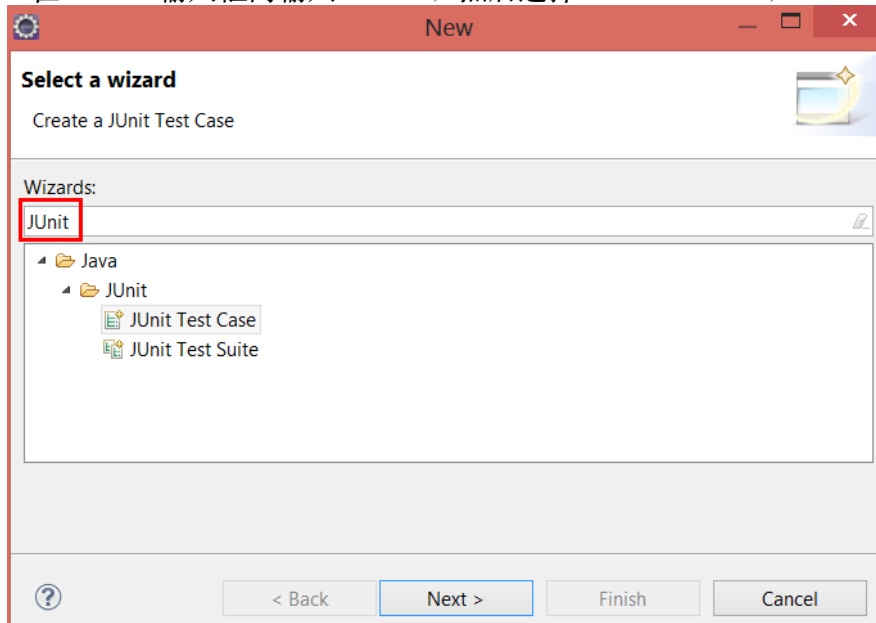 New
Select a wizard
Create a JUnit Test Case
Wizards:
JUnit
Java
JUnit
JUnit Test Case
JUnit Test Suite
< Back Next > Finish Cancel